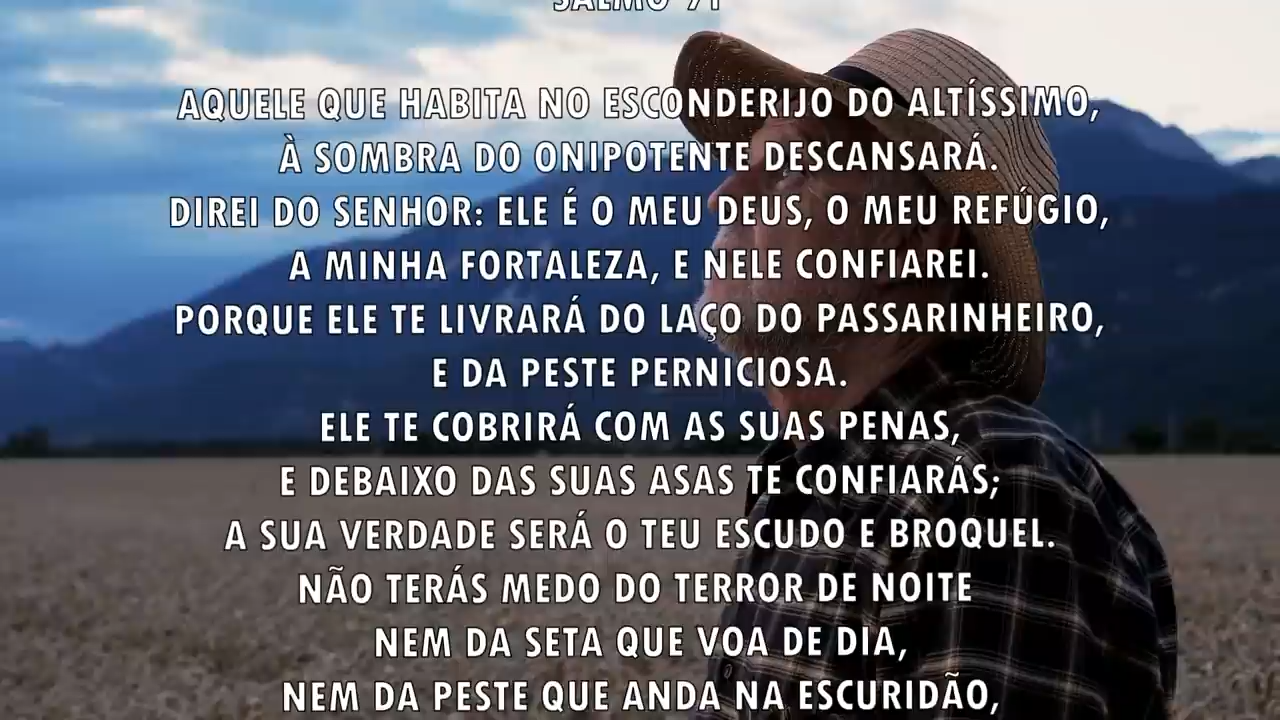 SALMO 91
AQUELE QUE HABITA NO ESCONDERIJO DO ALTÍSSIMO,
À SOMBRA DO ONIPOTENTE DESCANSARÁ.
DIREI DO SENHOR: ELE É O MEU DEUS, O MEU REFÚGIO,
A MINHA FORTALEZA, E NELE CONFIAREI.
PORQUE ELE TE LIVRARÁ DO LAÇO DO PASSARINHEIRO,
E DA PESTE PERNICIOSA.
ELE TE COBRIRÁ COM AS SUAS PENAS,
E DEBAIXO DAS SUAS ASAS TE CONFIARÁS;
A SUA VERDADE SERÁ O TEU ESCUDO E BROQUEL.
NÃO TERÁS MEDO DO TERROR DE NOITE
NEM DA SETA QUE VOA DE DIA,
NEM DA PESTE QUE ANDA NA ESCURIDÃO,